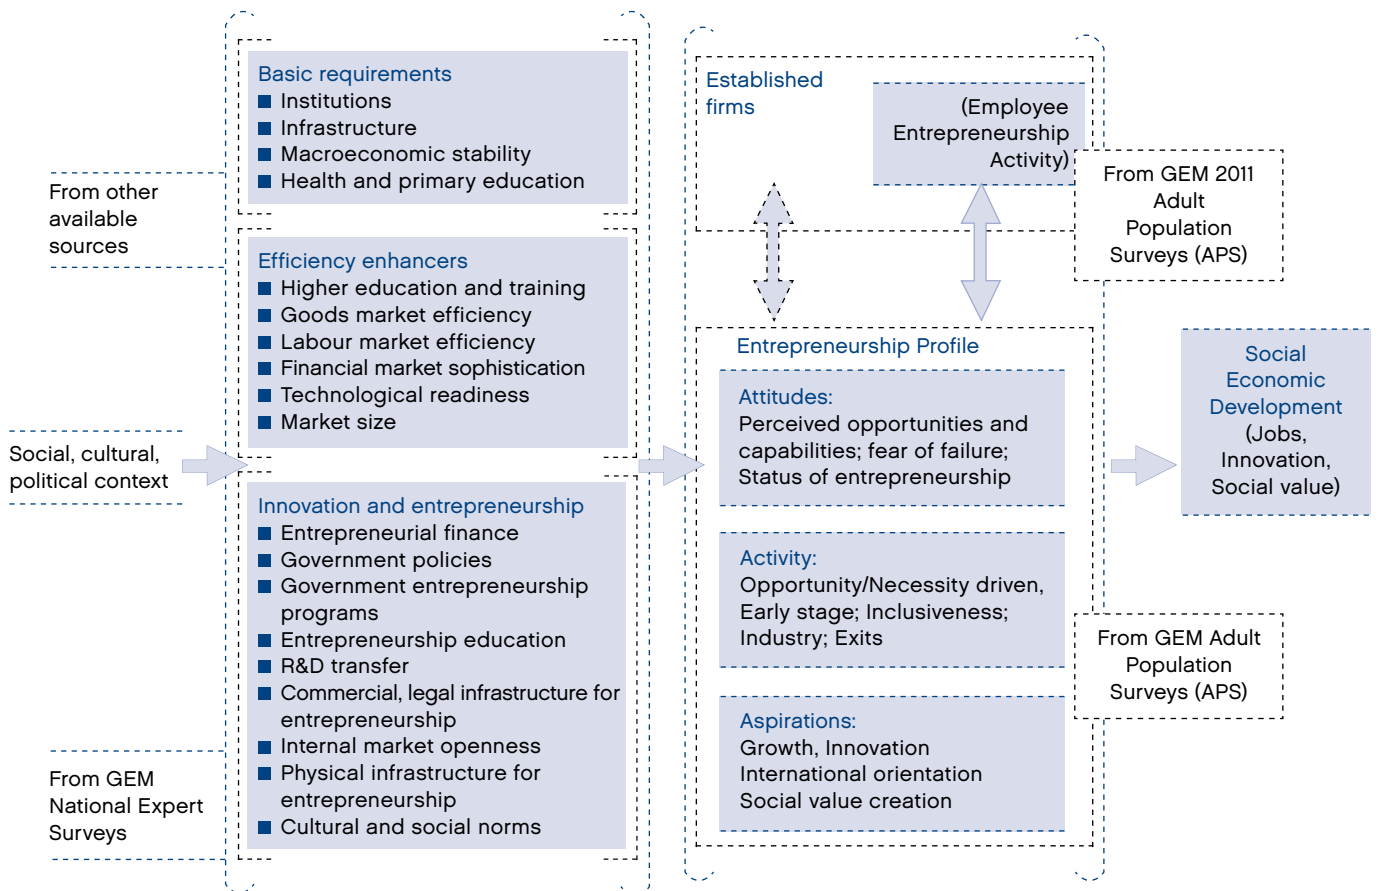 From other
available
sources
Social, cultural,
political context
From GEM
National Expert
Surveys
Basic requirements
Institutions
Infrastructure
Macroeconomic stability
Health and primary education
Efficiency enhancers
Higher education and training
Goods market efficiency
Labour market efficiency
Financial market sophistication
Technological readiness
Market size
Innovation and entrepreneurship
Entrepreneurial finance
Government policies
Government entrepreneurship
programs
Entrepreneurship education
R&D transfer
Commercial, legal infrastructure for
entrepreneurship
Internal market openness
Physical infrastructure for
entrepreneurship
Cultural and social norms
Established
firms
(Employee
Entrepreneurship
Activity)
From GEM 2011
Adult
Population
Surveys (APS)
Entrepreneurship Profile
Attitudes:
Perceived opportunities and
capabilities; fear of failure;
Status of entrepreneurship
Activity:
Opportunity/Necessity driven,
Early stage; Inclusiveness;
Industry; Exits
Aspirations:
Growth, Innovation
International orientation
Social value creation
From GEM Adult
Population
Surveys (APS)
Social
Economic
Development
(Jobs,
Innovation,
Social value)